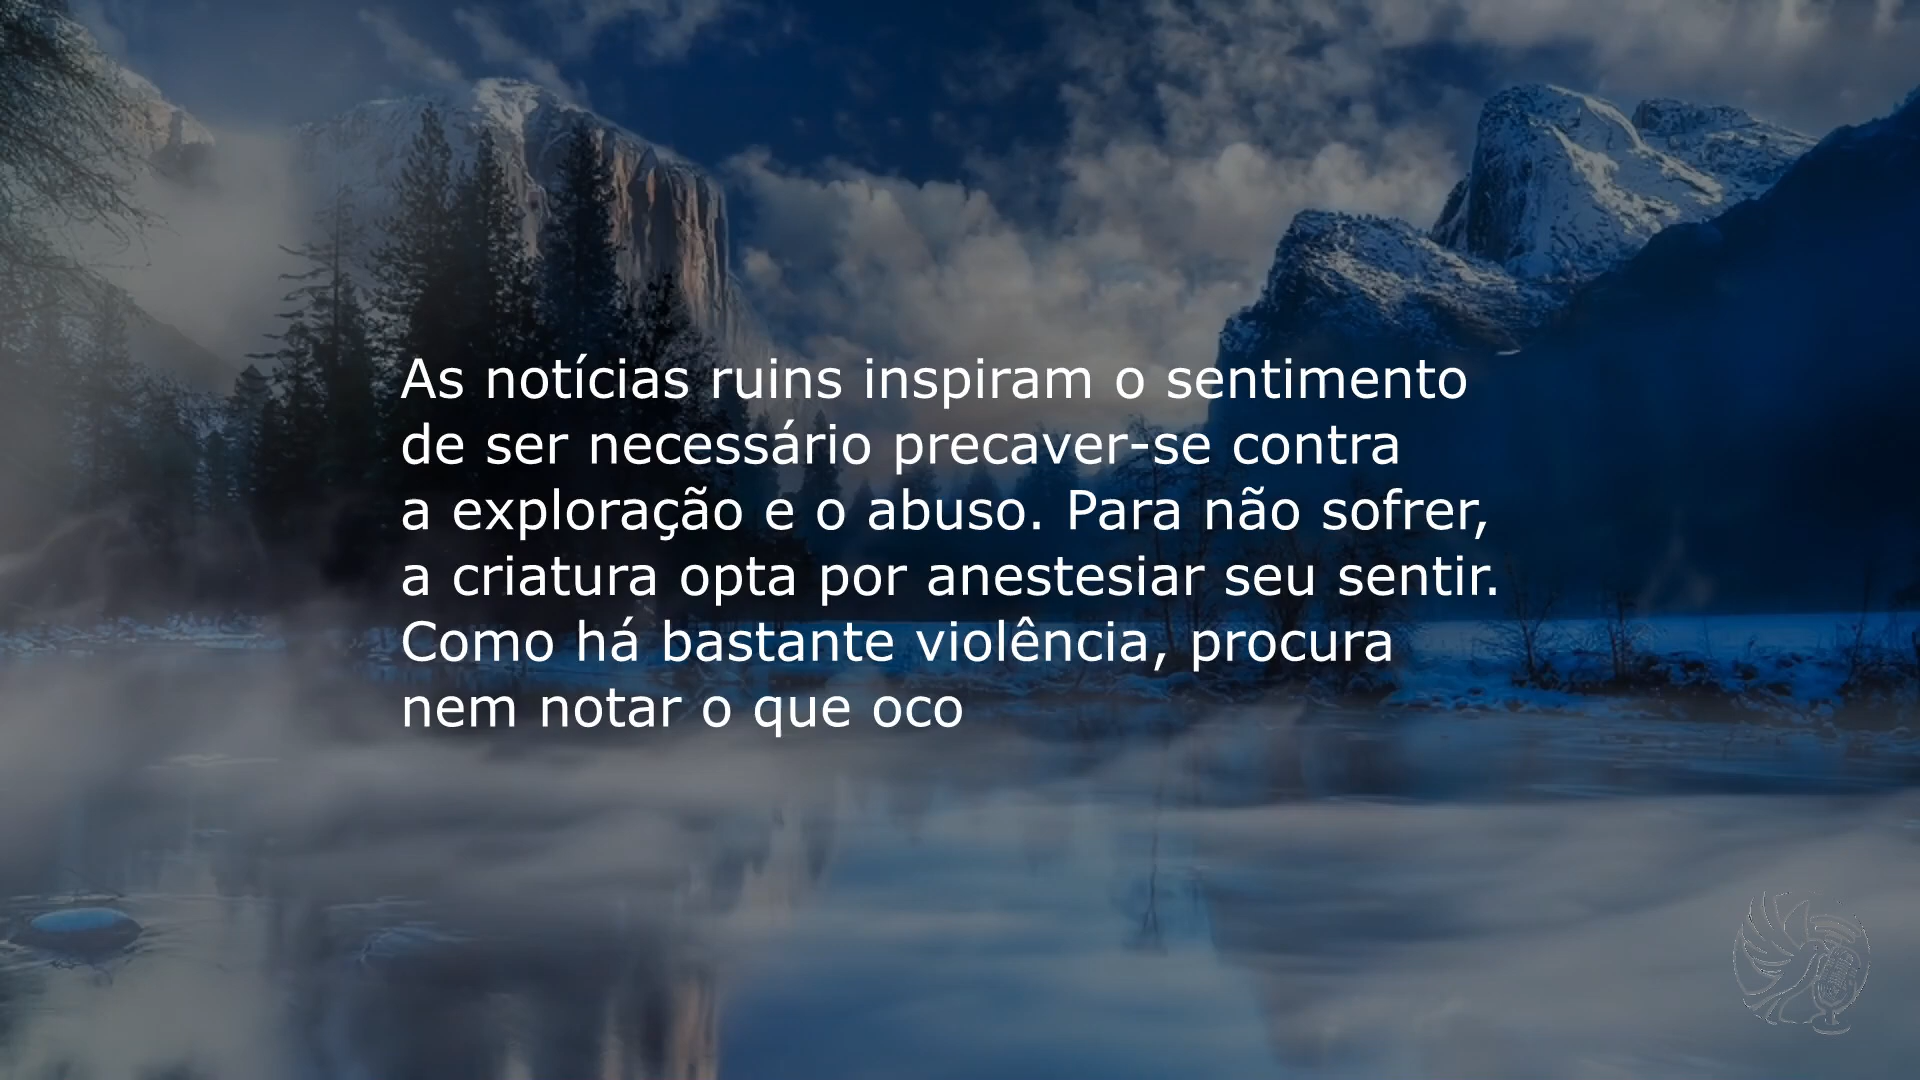 As notícias ruins inspiram o sentimento
de ser necessário precaver-se contra
a exploração e o abuso. Para não sofrer,
a criatura opta por anestesiar seu sentir.
Como há bastante violência, procura
nem notar o que oco